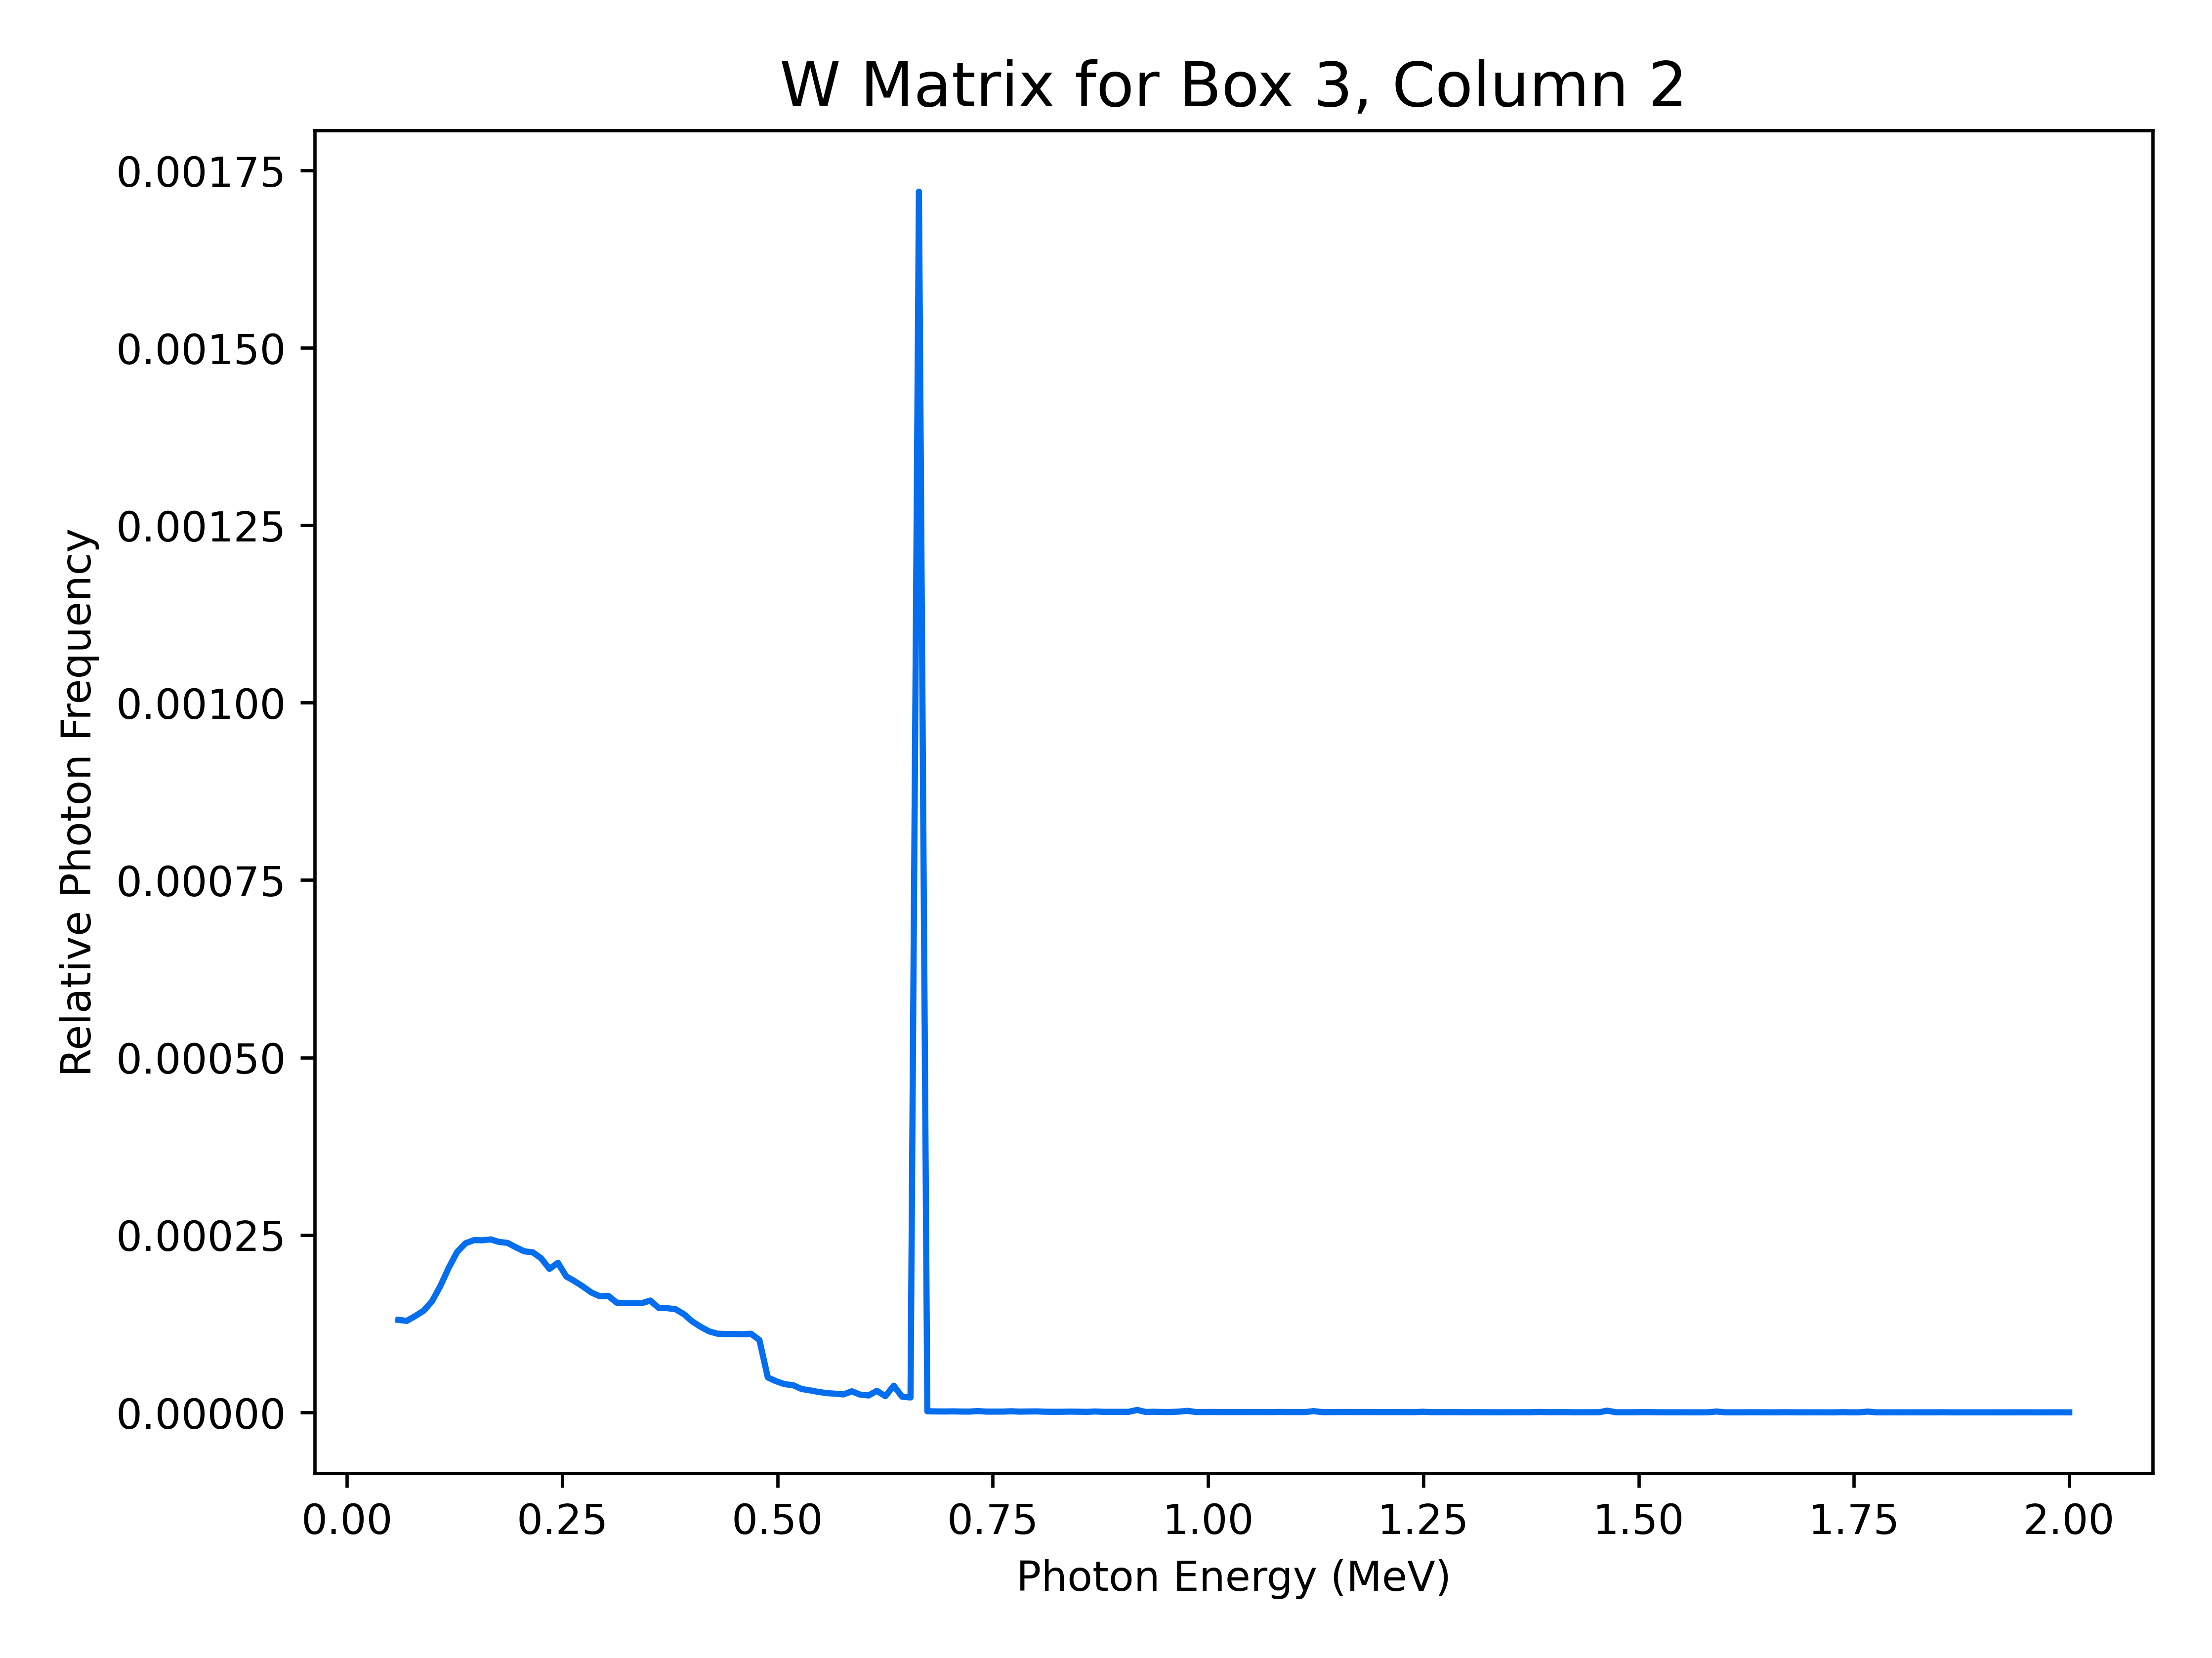 W Matrix for Box 3, Column 2
0.00175
0.00150
0.00125
0.00100
0.00075
0.00050
0.00025
0.00000
Relative Photon Frequency
0.00 0.25 0.50 0.75 1.00 1.25 1.50 1.75 2.00
Photon Energy (MeV)